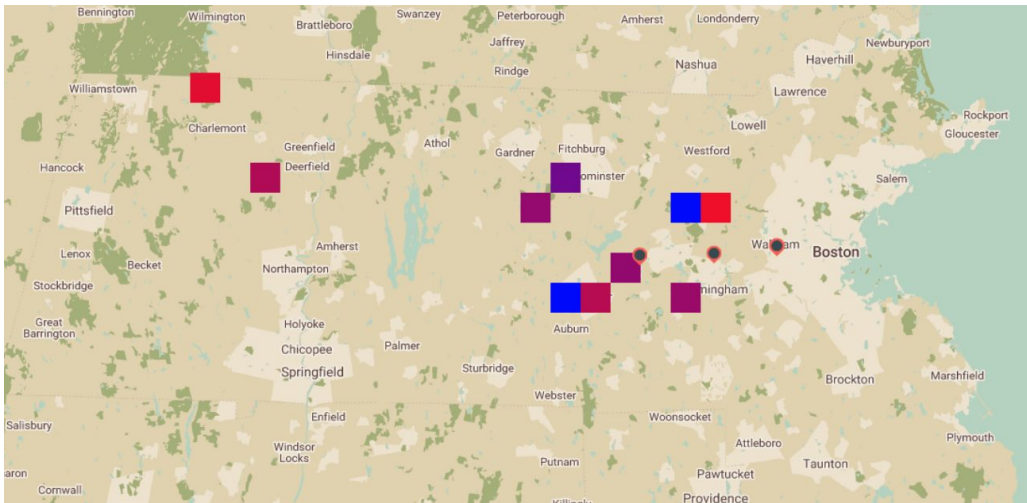 Bennington
Wilmington
Brattleboro
Swanzey
Peterborough
Amherst
Londonderry
Hinsdale
Jaffrey
Rindge
Nashua
Newburyport
Haverhill
Williamstown
Lawrence
Charlemont
Lowell
Rockport
Gloucester
Greenfield
Deerfield
Athol
Gardner
Fitchburg
ominster
Westford
Hancock
Salem
Pittsfield
Lenox
Becket
Amherst
Boston
Northampton
Stockbridge
mingham
Great
Barrington
Holyoke
Auburn
Chicopee
Springfield
Palmer
Sturbridge
Brockton
Marshfield
Webster
Salisbury
Enfield
Woonsocket
Windsor
Locks
Attleboro
Plymouth
aron
Putnam
Pawtucket
Taunton
Cornwall
Killingly
Providence